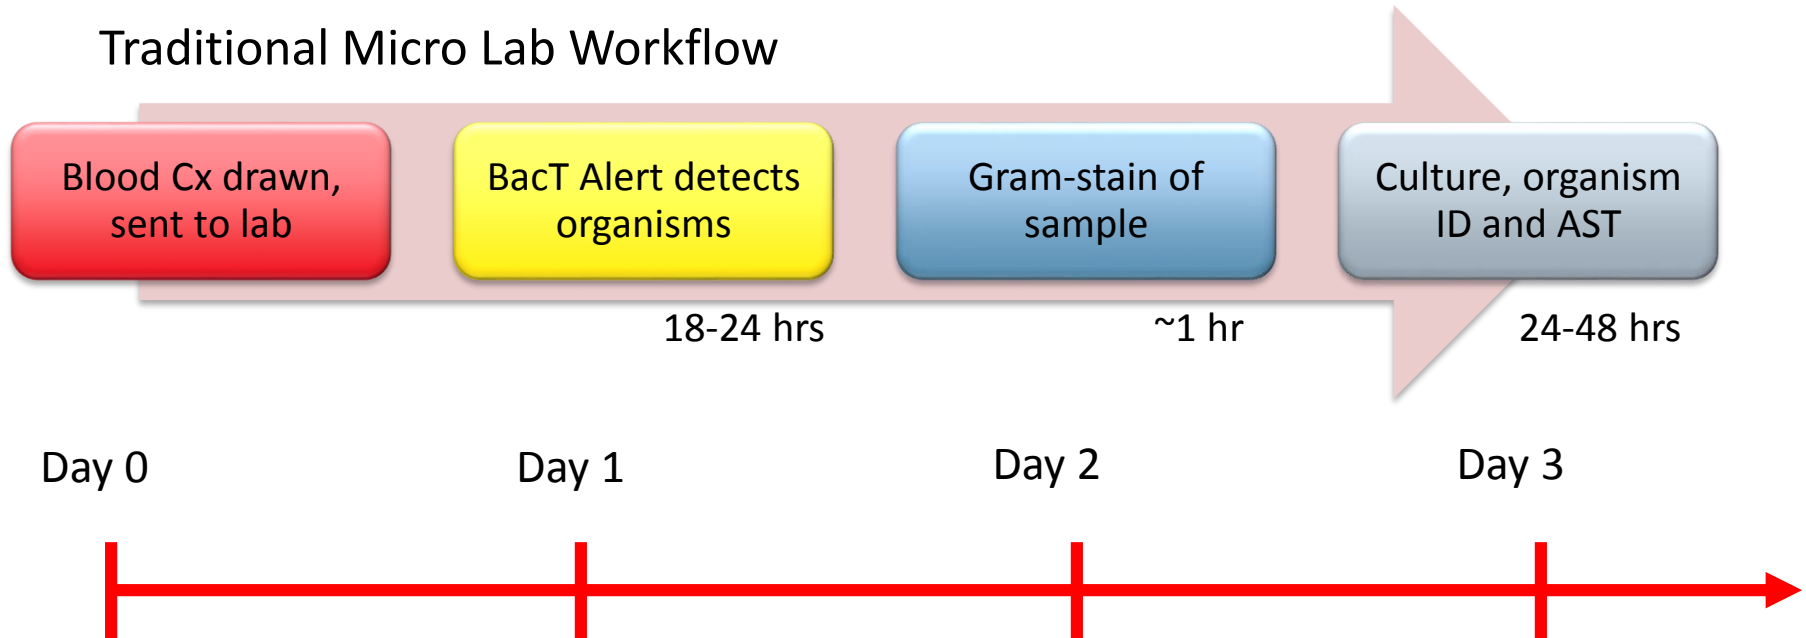 Traditional Micro Lab Workflow
Blood Cx drawn,
sent to lab
BacT Alert detects
organisms
Gram-stain of
sample
Culture, organism
ID and AST
18-24 hrs
~1 hr
24-48 hrs
Day 0
Day 1
Day 2
Day 3